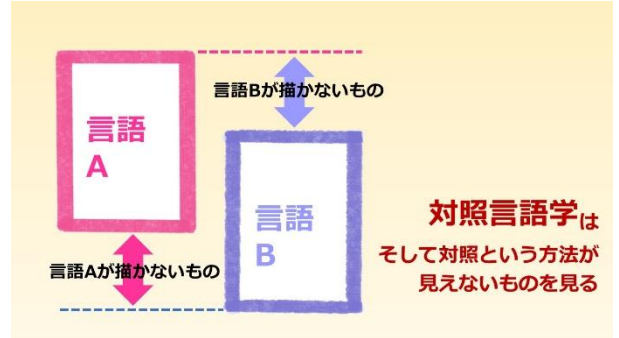 言語
A
言語Bが描かないもの
言語
B
言語Aが描かないもの
対照言語学は
そして対照という方法が
見えないものを見る